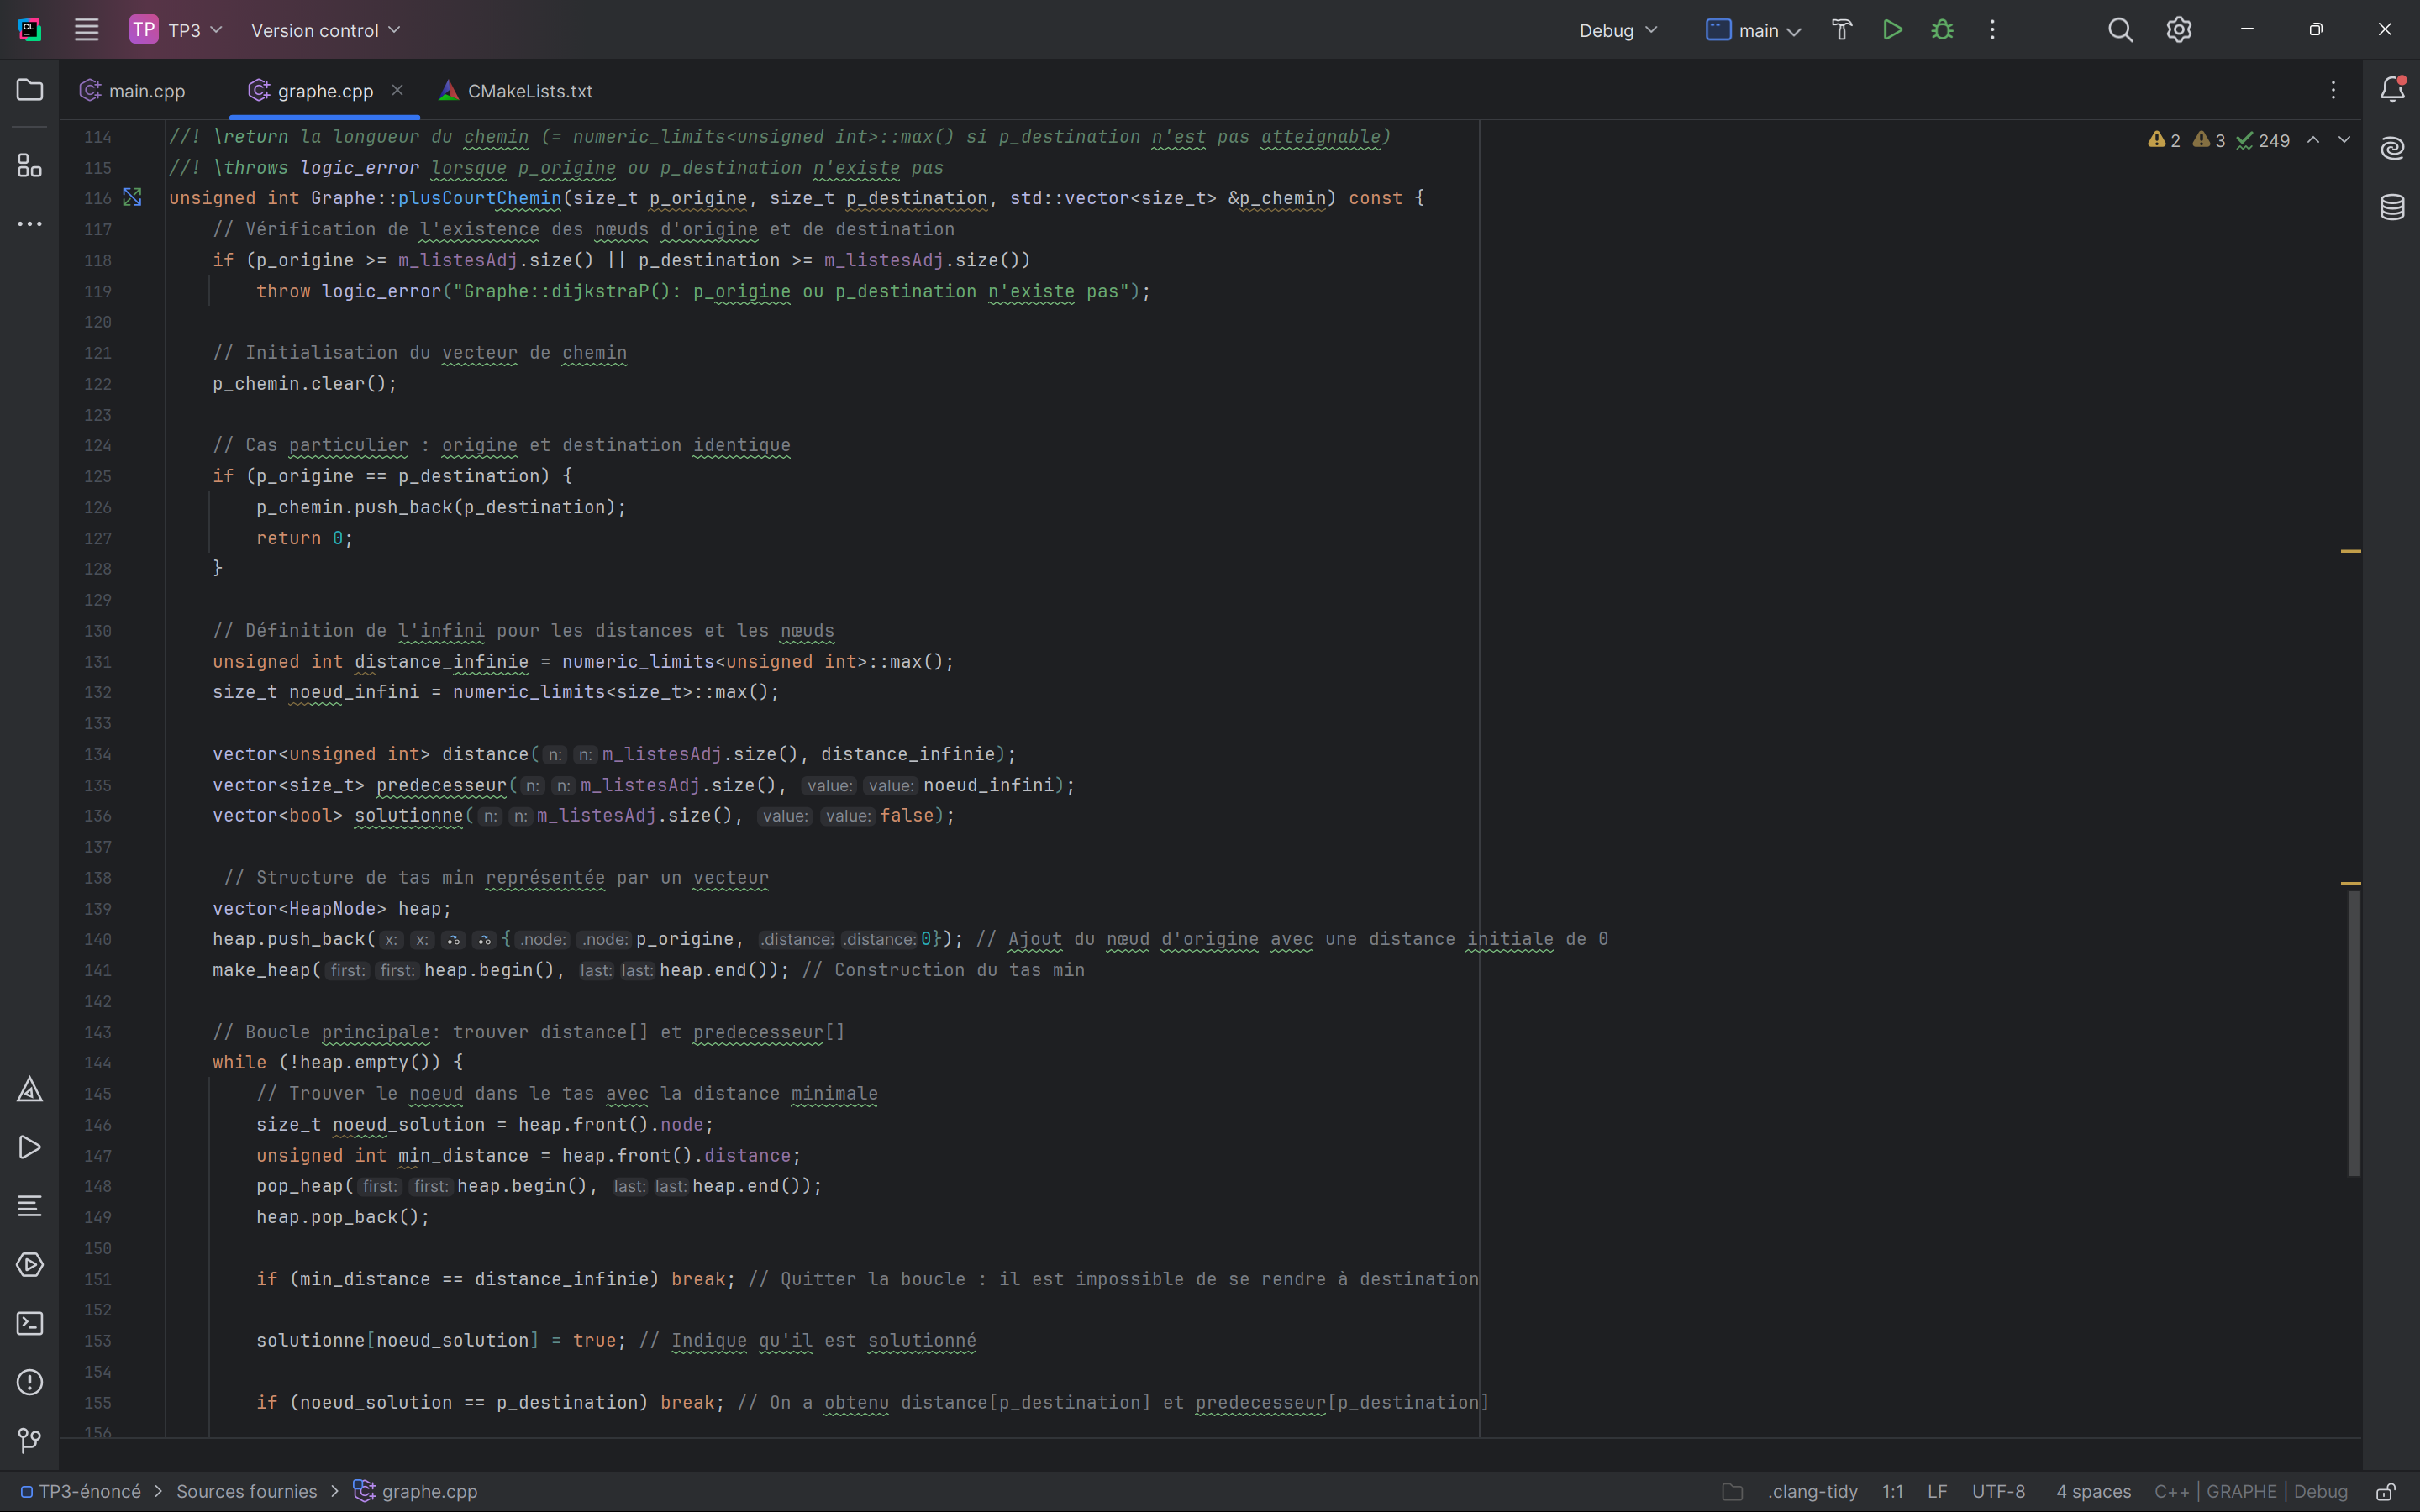 CL
TP TP3 Version control Debug main
main.cpp graphe.cpp CMakeLists.txt
2 3 249
114 //! \return la longueur du chemin (= numeric_limits<unsigned int>::max() si p_destination n'est pas atteignable)
115 //! \throws logic_error lorsque p_origine ou p_destination n'existe pas
116 unsigned int Graphe::plusCourtChemin(size_t p_origine, size_t p_destination, std::vector<size_t> &p_chemin) const {
117 // Vérification de l'existence des nœuds d'origine et de destination
118 if (p_origine >= m_listesAdj.size() || p_destination >= m_listesAdj.size())
119 throw logic_error("Graphe::dijkstraP(): p_origine ou p_destination n'existe pas");
120
121 // Initialisation du vecteur de chemin
122 p_chemin.clear();
123
124 // Cas particulier : origine et destination identique
125 if (p_origine == p_destination) {
126 p_chemin.push_back(p_destination);
127 return 0;
128 }
129
130 // Définition de l'infini pour les distances et les nœuds
131 unsigned int distance_infinie = numeric_limits<unsigned int>::max();
132 size_t noeud_infini = numeric_limits<size_t>::max();
133
134 vector<unsigned int> distance( n: n: m_listesAdj.size(), distance_infinie);
135 vector<size_t> predecesseur( n: n: m_listesAdj.size(), value: value: noeud_infini);
136 vector<bool> solutionne( n: n: m_listesAdj.size(), value: value: false);
137
138 // Structure de tas min représentée par un vecteur
139 vector<HeapNode> heap;
140 heap.push_back( x: x: { .node: .node: p_origine, .distance: .distance: 0}); // Ajout du nœud d'origine avec une distance initiale de 0
141 make_heap( first: first: heap.begin(), last: last: heap.end()); // Construction du tas min
142
143 // Boucle principale: trouver distance[] et predecesseur[]
144 while (!heap.empty()) {
145 // Trouver le noeud dans le tas avec la distance minimale
146 size_t noeud_solution = heap.front().node;
147 unsigned int min_distance = heap.front().distance;
148 pop_heap( first: first: heap.begin(), last: last: heap.end());
149 heap.pop_back();
150
151 if (min_distance == distance_infinie) break; // Quitter la boucle : il est impossible de se rendre à destination
152
153 solutionne[noeud_solution] = true; // Indique qu'il est solutionné
154
155 if (noeud_solution == p_destination) break; // On a obtenu distance[p_destination] et predecesseur[p_destination]
156
TP3-énoncé > Sources fournies > graphe.cpp .clang-tidy 1:1 LF UTF-8 4 spaces C++ | GRAPHE | Debug